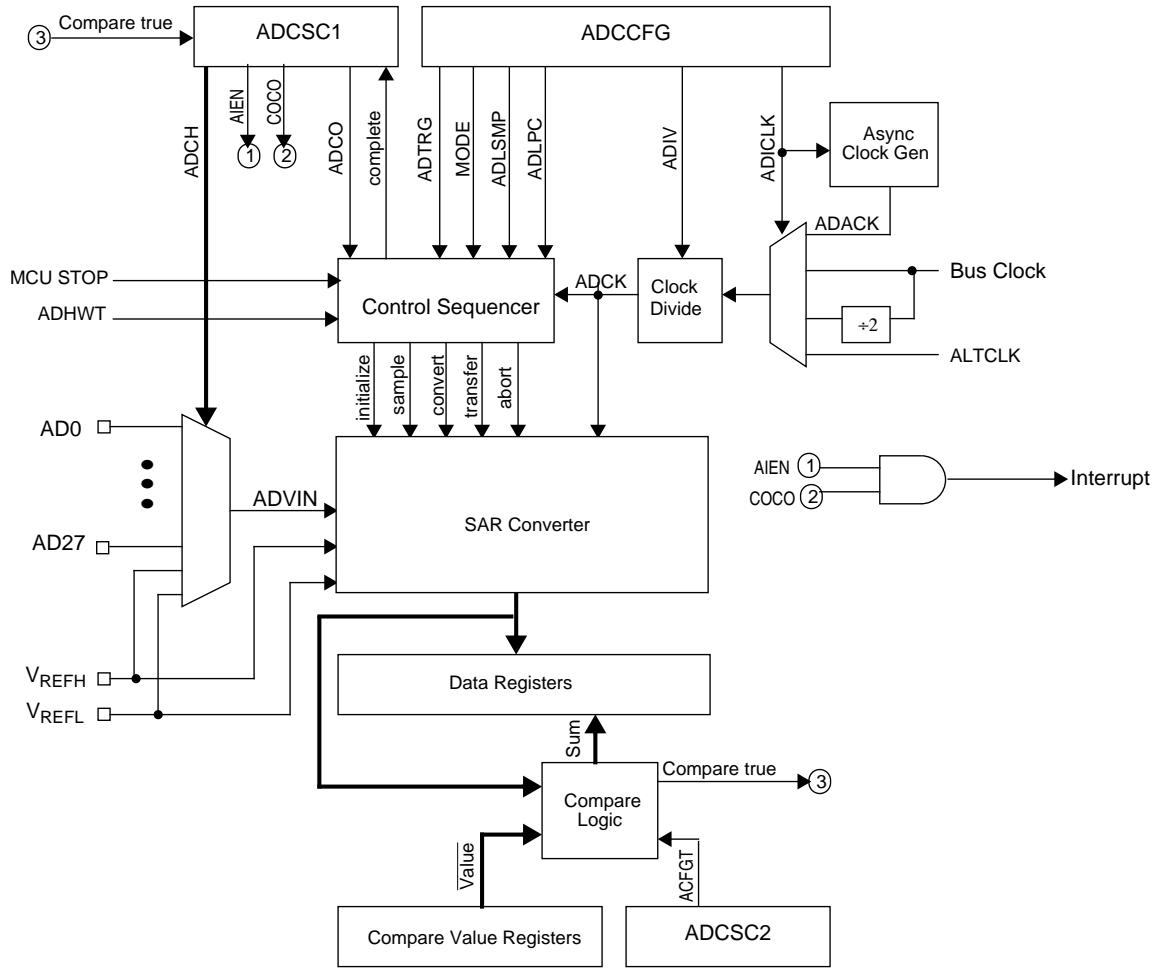 3
Compare true
ADCSC1
ADCCFG
ADCH
AIEN
COCO
1
2
ADCO
complete
ADTRG
MODE
ADLSMP
ADLPC
ADIV
ADICLK
Async
Clock Gen
ADACK
MCU STOP
ADHWT
Control Sequencer
ADCK
Clock
Divide
Bus Clock
÷2
ALTCLK
initialize
sample
convert
transfer
abort
AD0
AD27
ADVIN
SAR Converter
AIEN 1
COCO 2
Interrupt
VREFH
VREFL
Data Registers
Sum
Compare true
3
Compare
Logic
Value
ACFGT
Compare Value Registers
ADCSC2